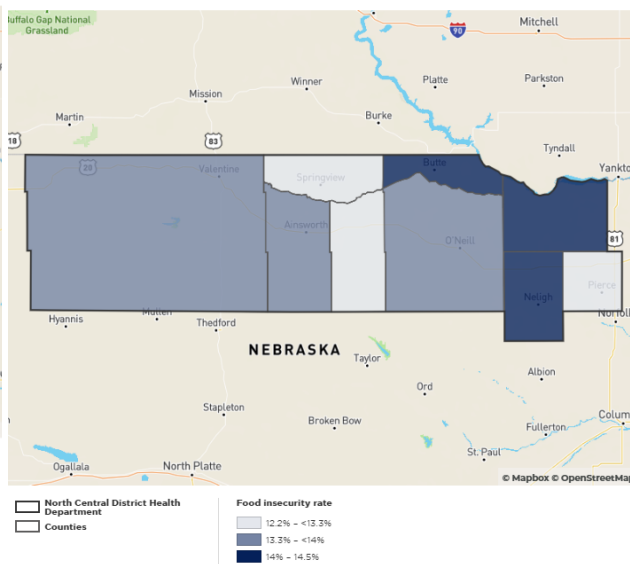 Buffalo Gap National
Grassland
90
Mitchell
Winner
Platte
Parkston
Mission
Martin
Burke
18
83
Tyndall
Butte
20
Valentine
Springview
Yankto
Ainsworth
O'Neill
81
Neligh
Pierce
Hyannis
Mullen
Thedford
Norfol
NEBRASKA
Taylor
Albion
Ord
Stapleton
Broken Bow
Fullerton
Colum
St. Paul
Ogallala
North Platte
© Mapbox © OpenStreetMap
North Central District Health
Department
Counties
Food insecurity rate
12.2% - <13.3%
13.3% - <14%
14% - 14.5%